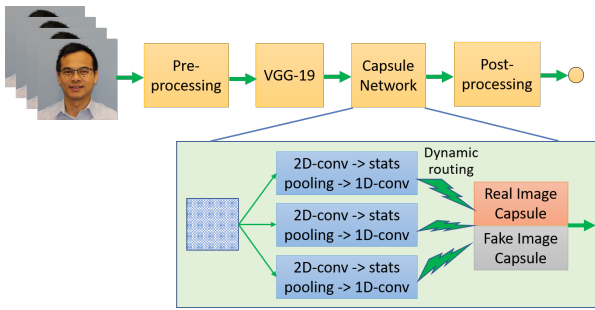 Pre-
processing
VGG-19
Capsule
Network
Post-
processing
2D-conv -> stats
pooling -> 1D-conv
Dynamic
routing
2D-conv -> stats
pooling -> 1D-conv
2D-conv -> stats
pooling -> 1D-conv
Real Image
Capsule
Fake Image
Capsule